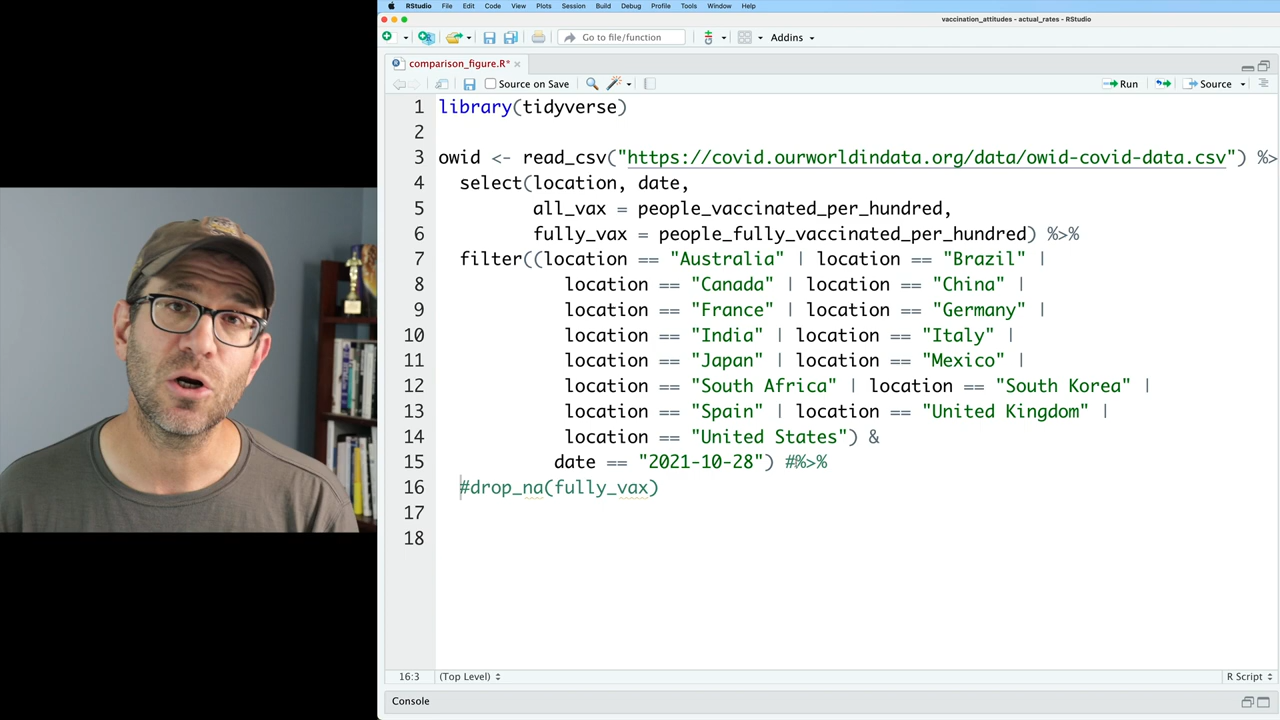 RStudio File Edit Code View Plots Session Build Debug Profile Tools Window Help
vaccination_attitudes - actual_rates - RStudio
Go to file/function Addins
comparison_figure.R*
Source on Save Run Source
1 library(tidyverse)
2
3 owid <- read_csv("https://covid.ourworldindata.org/data/owid-covid-data.csv") %>
4 select(location, date,
5 all_vax = people_vaccinated_per_hundred,
6 fully_vax = people_fully_vaccinated_per_hundred) %>%
7 filter((location == "Australia" | location == "Brazil" |
8 location == "Canada" | location == "China" |
9 location == "France" | location == "Germany" |
10 location == "India" | location == "Italy" |
11 location == "Japan" | location == "Mexico" |
12 location == "South Africa" | location == "South Korea" |
13 location == "Spain" | location == "United Kingdom" |
14 location == "United States") &
15 date == "2021-10-28") #%>%
16 #drop_na(fully_vax)
17
18
16:3 (Top Level) R Script
Console